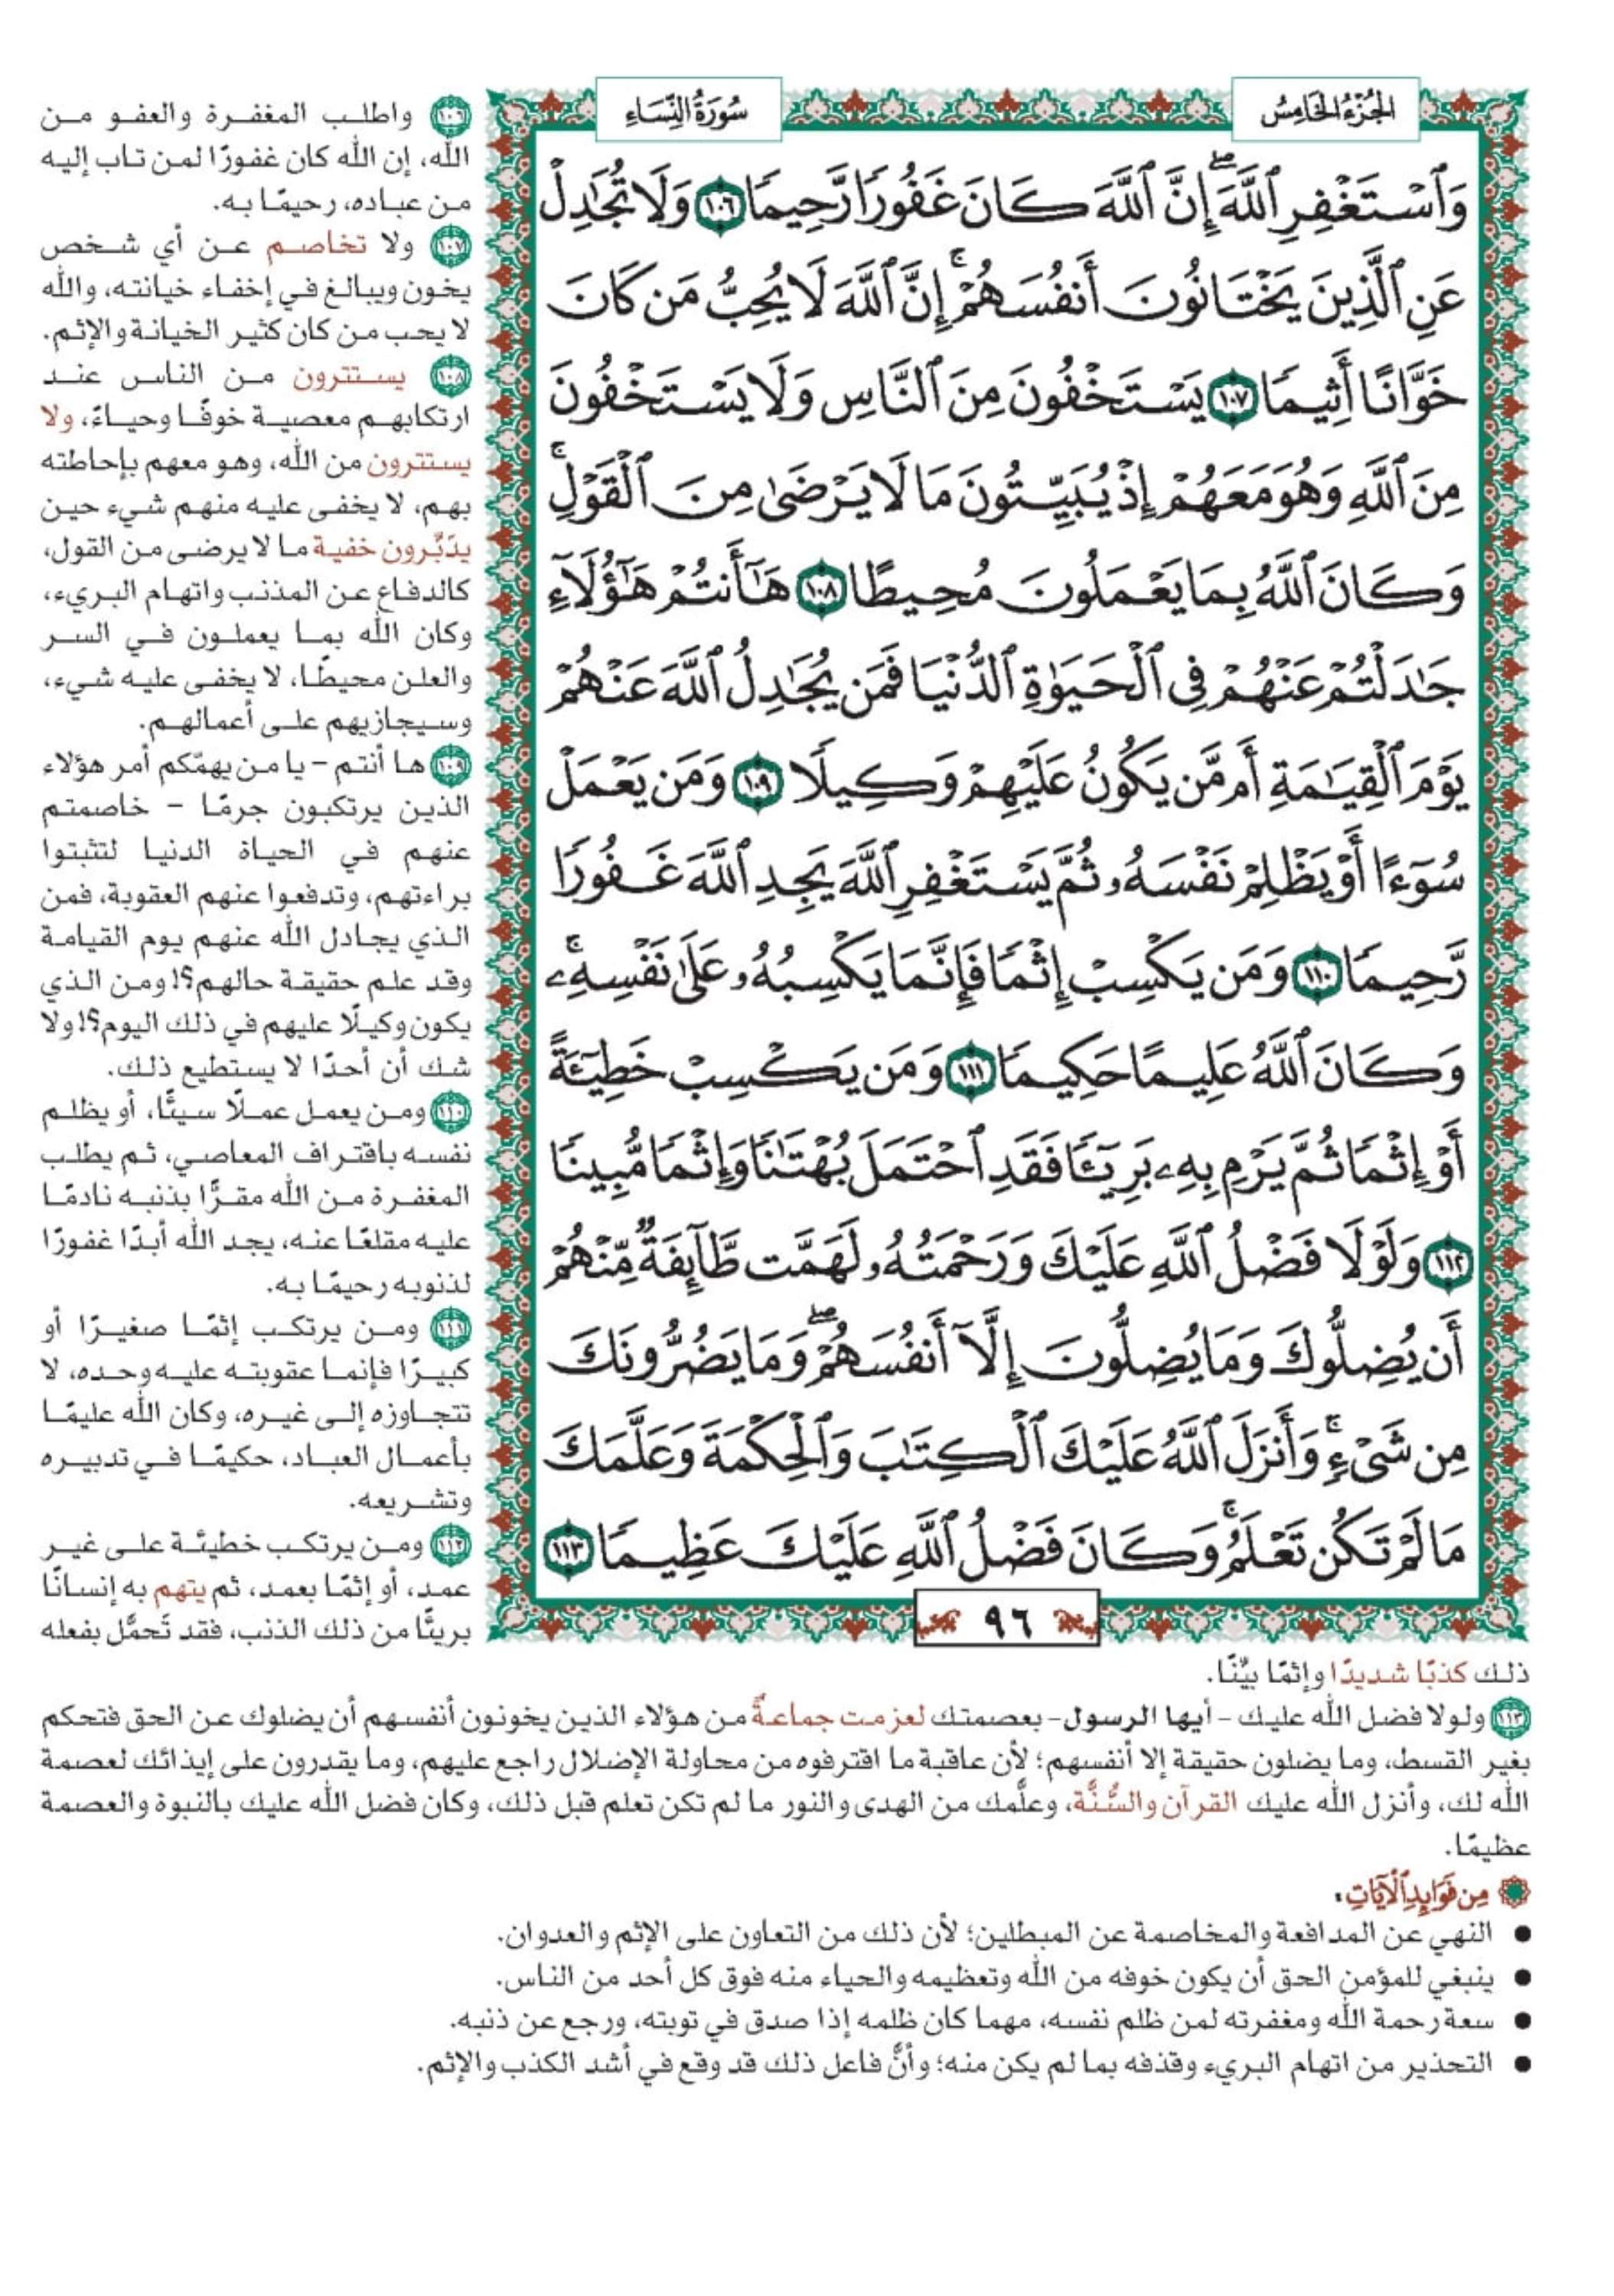 الجُزْءُ الخَامِسُ
سُورَةُ النِّسَاءِ
وَٱسْتَغْفِرِ ٱللَّهَۖ إِنَّ ٱللَّهَ كَانَ غَفُورٗا رَّحِيمٗا ١٠٦ وَلَا تُجَٰدِلۡ
عَنِ ٱلَّذِينَ يَخۡتَانُونَ أَنفُسَهُمۡۚ إِنَّ ٱللَّهَ لَا يُحِبُّ مَن كَانَ
خَوَّانًا أَثِيمٗا ١٠٧ يَسۡتَخۡفُونَ مِنَ ٱلنَّاسِ وَلَا يَسۡتَخۡفُونَ
مِنَ ٱللَّهِ وَهُوَ مَعَهُمۡ إِذۡ يُبَيِّتُونَ مَا لَا يَرۡضَىٰ مِنَ ٱلۡقَوۡلِۚ
وَكَانَ ٱللَّهُ بِمَا يَعۡمَلُونَ مُحِيطًا ١٠٨ هَٰٓأَنتُمۡ هَٰٓؤُلَآءِ
جَٰدَلۡتُمۡ عَنۡهُمۡ فِي ٱلۡحَيَوٰةِ ٱلدُّنۡيَا فَمَن يُجَٰدِلُ ٱللَّهَ عَنۡهُمۡ
يَوۡمَ ٱلۡقِيَٰمَةِ أَم مَّن يَكُونُ عَلَيۡهِمۡ وَكِيلٗا ١٠٩ وَمَن يَعۡمَلۡ
سُوٓءًا أَوۡ يَظۡلِمۡ نَفۡسَهُۥ ثُمَّ يَسۡتَغۡفِرِ ٱللَّهَ يَجِدِ ٱللَّهَ غَفُورٗا
رَّحِيمٗا ١١٠ وَمَن يَكۡسِبۡ إِثۡمٗا فَإِنَّمَا يَكۡسِبُهُۥ عَلَىٰ نَفۡسِهِۦۚ
وَكَانَ ٱللَّهُ عَلِيمًا حَكِيمٗا ١١١ وَمَن يَكۡسِبۡ خَطِيٓـَٔةً
أَوۡ إِثۡمٗا ثُمَّ يَرۡمِ بِهِۦ بَرِيٓـٔٗا فَقَدِ ٱحۡتَمَلَ بُهۡتَٰنٗا وَإِثۡمٗا مُّبِينٗا
١١٢ وَلَوۡلَا فَضۡلُ ٱللَّهِ عَلَيۡكَ وَرَحۡمَتُهُۥ لَهَمَّت طَّآئِفَةٞ مِّنۡهُمۡ
أَن يُضِلُّوكَ وَمَا يُضِلُّونَ إِلَّآ أَنفُسَهُمۡۖ وَمَا يَضُرُّونَكَ
مِن شَيۡءٖۚ وَأَنزَلَ ٱللَّهُ عَلَيۡكَ ٱلۡكِتَٰبَ وَٱلۡحِكۡمَةَ وَعَلَّمَكَ
مَا لَمۡ تَكُن تَعۡلَمُۚ وَكَانَ فَضۡلُ ٱللَّهِ عَلَيۡكَ عَظِيمٗا ١١٣
٩٦
١٠٦ واطلب المغفرة والعفو من
الله، إن الله كان غفورًا لمن تاب إليه
من عباده، رحيمًا به.
١٠٧ ولا تخاصم عن أي شخص
يخون ويبالغ في إخفاء خيانته، والله
لا يحب من كان كثير الخيانة والإثم.
١٠٨ يستترون من الناس عند
ارتكابهم معصية خوفًا وحياءً، ولا
يستترون من الله، وهو معهم بإحاطته
بهم، لا يخفى عليه منهم شيء حين
يدَبِّرون خفية ما لا يرضى من القول،
كالدفاع عن المذنب واتهام البريء،
وكان الله بما يعملون في السر
والعلن محيطًا، لا يخفى عليه شيء،
وسيجازيهم على أعمالهم.
١٠٩ ها أنتم - يا من يهمّكم أمر هؤلاء
الذين يرتكبون جرمًا - خاصمتم
عنهم في الحياة الدنيا لتثبتوا
براءتهم، وتدفعوا عنهم العقوبة، فمن
الذي يجادل الله عنهم يوم القيامة
وقد علم حقيقة حالهم؟! ومن الذي
يكون وكيلًا عليهم في ذلك اليوم؟! ولا
شك أن أحدًا لا يستطيع ذلك.
١١٠ ومن يعمل عملًا سيئًا، أو يظلم
نفسه باقتراف المعاصي، ثم يطلب
المغفرة من الله مقرًّا بذنبه نادمًا
عليه مقلعًا عنه، يجد الله أبدًا غفورًا
لذنوبه رحيمًا به.
١١١ ومن يرتكب إثمًا صغيرًا أو
كبيرًا فإنما عقوبته عليه وحده، لا
تتجاوزه إلى غيره، وكان الله عليمًا
بأعمال العباد، حكيمًا في تدبيره
وتشريعه.
١١٢ ومن يرتكب خطيئة على غير
عمد، أو إثمًا بعمد، ثم يتهم به إنسانًا
بريئًا من ذلك الذنب، فقد تَحمَّل بفعله
ذلك كذبًا شديدًا وإثمًا بيِّنًا.
١١٣ ولولا فضل الله عليك - أيها الرسول - بعصمتك لعزمت جماعةٌ من هؤلاء الذين يخونون أنفسهم أن يضلوك عن الحق فتحكم
بغير القسط، وما يضلون حقيقة إلا أنفسهم؛ لأن عاقبة ما اقترفوه من محاولة الإضلال راجع عليهم، وما يقدرون على إيذائك لعصمة
الله لك، وأنزل الله عليك القرآن والسُّنَّة، وعلَّمك من الهدى والنور ما لم تكن تعلم قبل ذلك، وكان فضل الله عليك بالنبوة والعصمة
عظيمًا.
مِن فَوَائِدِ ٱلۡآيَاتِ:
● النهي عن المدافعة والمخاصمة عن المبطلين؛ لأن ذلك من التعاون على الإثم والعدوان.
● ينبغي للمؤمن الحق أن يكون خوفه من الله وتعظيمه والحياء منه فوق كل أحد من الناس.
● سعة رحمة الله ومغفرته لمن ظلم نفسه، مهما كان ظلمه إذا صدق في توبته، ورجع عن ذنبه.
● التحذير من اتهام البريء وقذفه بما لم يكن منه؛ وأنَّ فاعل ذلك قد وقع في أشد الكذب والإثم.